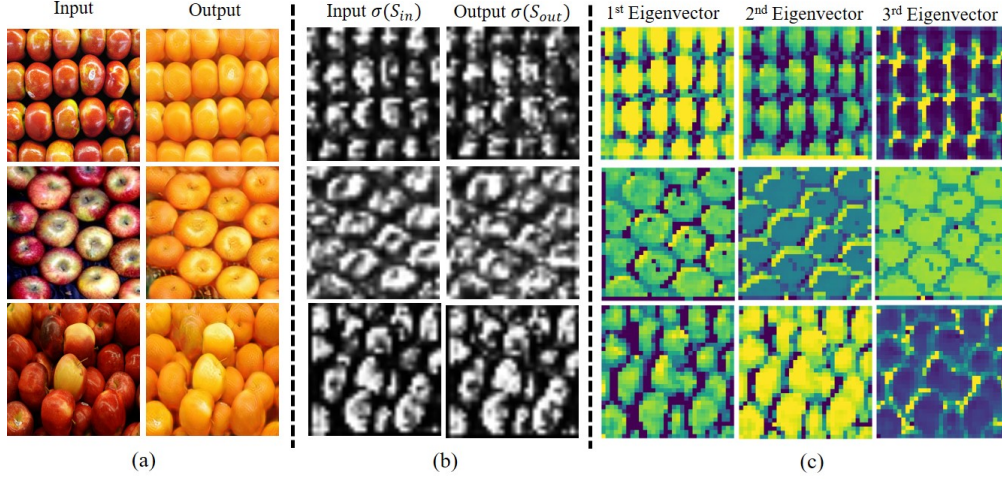 Input Output Input σ(S_in) Output σ(S_out) 1st Eigenvector 2nd Eigenvector 3rd Eigenvector
(a) (b) (c)